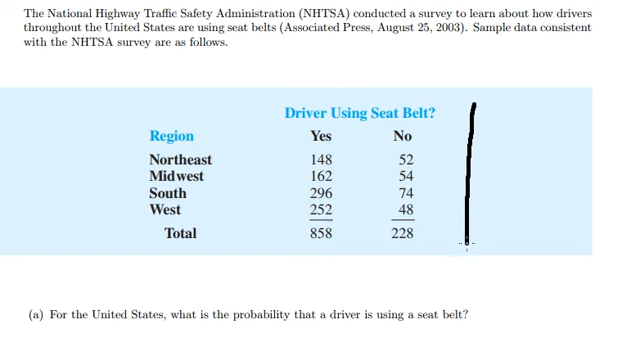 The National Highway Traffic Safety Administration (NHTSA) conducted a survey to learn about how drivers
throughout the United States are using seat belts (Associated Press, August 25, 2003). Sample data consistent
with the NHTSA survey are as follows.
Driver Using Seat Belt?
Region Yes No
Northeast 148 52
Midwest 162 54
South 296 74
West 252 48
Total 858 228
(a) For the United States, what is the probability that a driver is using a seat belt?